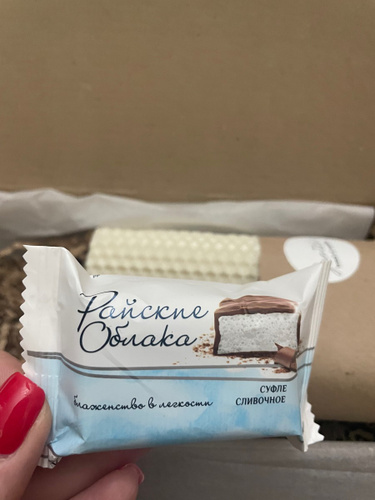 Райские
Облака
блаженство в легкости
СУФЛЕ
СЛИВОЧНОЕ